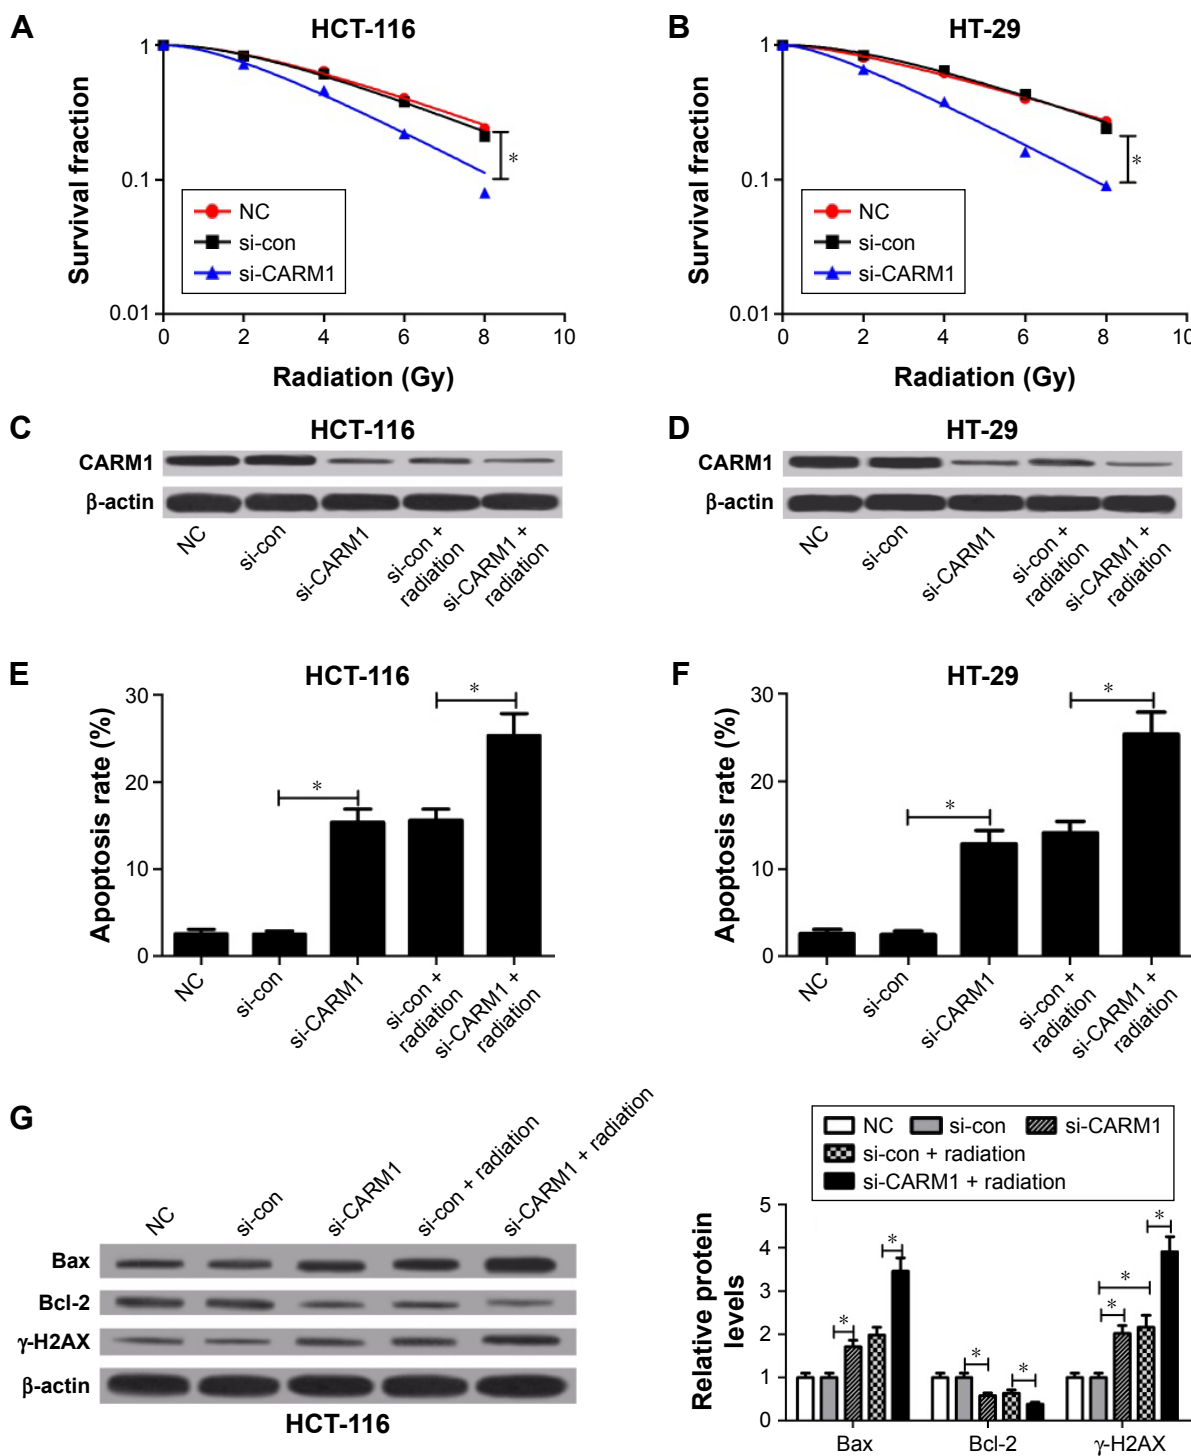 A
HCT-116
Survival fraction
1
0.1
0.01
NC
si-con
si-CARM1
*
0 2 4 6 8 10
Radiation (Gy)
B
HT-29
Survival fraction
1
0.1
0.01
NC
si-con
si-CARM1
*
0 2 4 6 8 10
Radiation (Gy)
C
HCT-116
CARM1
β-actin
NC
si-con
si-CARM1
si-con +
radiation
si-CARM1 +
radiation
D
HT-29
CARM1
β-actin
NC
si-con
si-CARM1
si-con +
radiation
si-CARM1 +
radiation
E
HCT-116
Apoptosis rate (%)
30
20
10
0
*
*
NC
si-con
si-CARM1
si-con +
radiation
si-CARM1 +
radiation
F
HT-29
Apoptosis rate (%)
30
20
10
0
*
*
NC
si-con
si-CARM1
si-con +
radiation
si-CARM1 +
radiation
G
NC
si-con
si-CARM1
si-con + radiation
si-CARM1 + radiation
Bax
Bcl-2
γ-H2AX
β-actin
HCT-116
NC si-con si-CARM1
si-con + radiation
si-CARM1 + radiation
Relative protein
levels
5
4
3
2
1
0
*
*
*
*
*
*
*
Bax Bcl-2 γ-H2AX